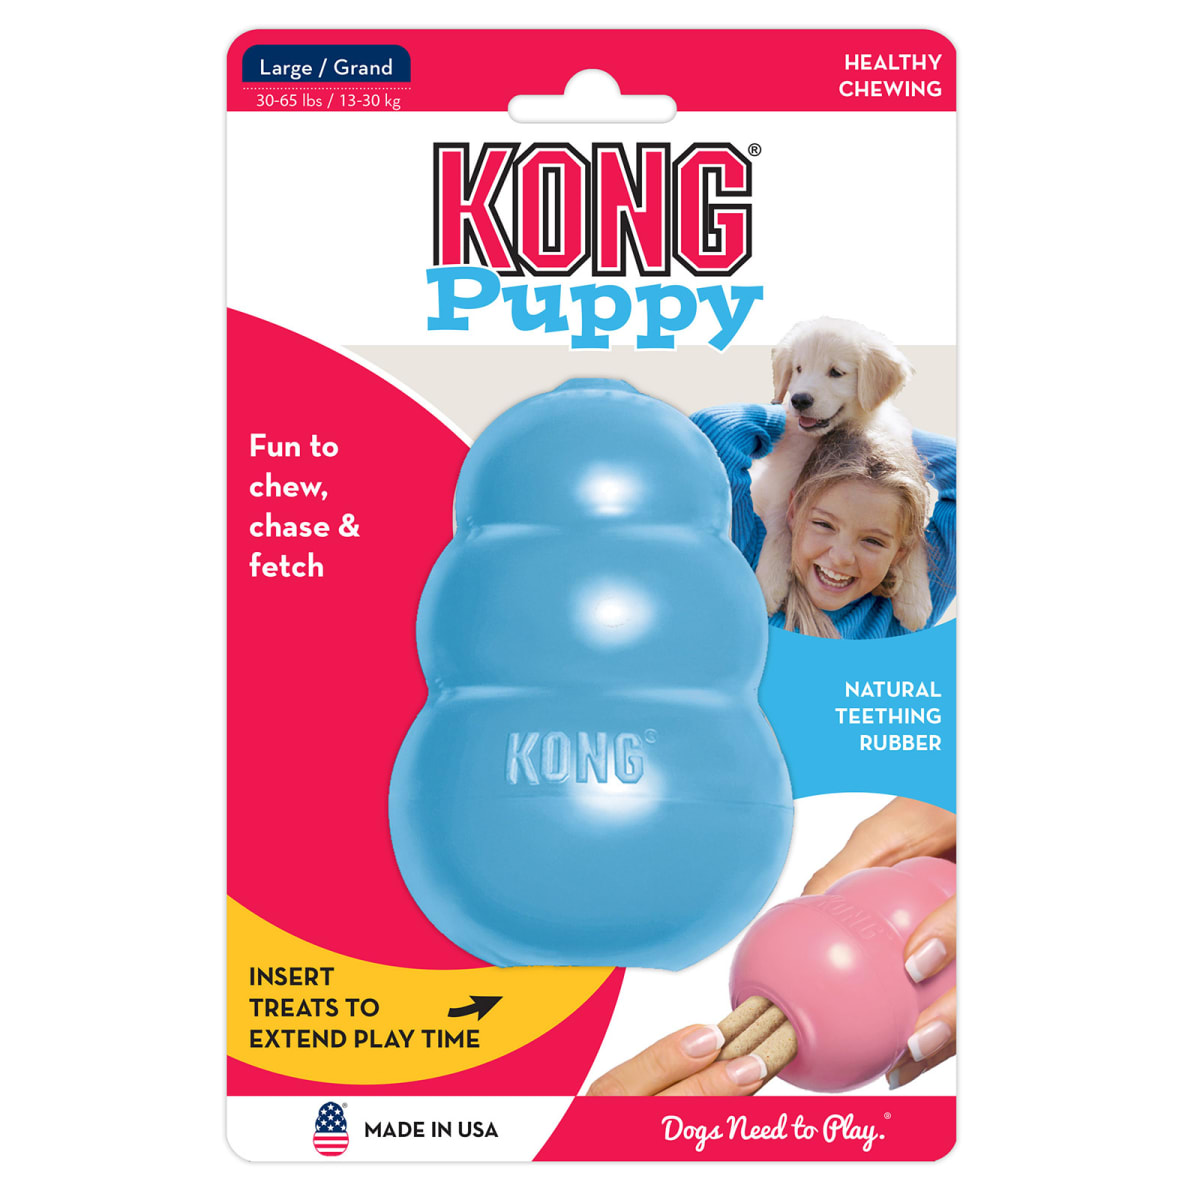 Large / Grand
30-65 lbs / 13-30 kg
HEALTHY
CHEWING
KONG®
Puppy
Fun to
chew,
chase &
fetch
KONG®
NATURAL
TEETHING
RUBBER
KONG
INSERT
TREATS TO
EXTEND PLAY TIME
MADE IN USA
Dogs Need to Play.®